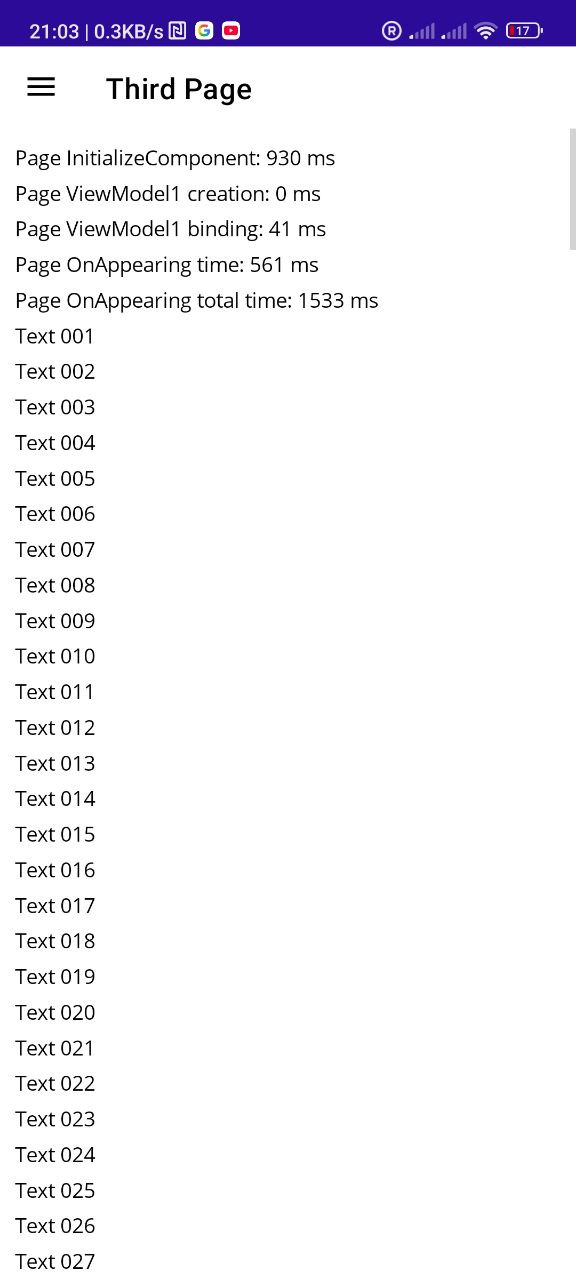 21:03 | 0.3KB/s R 17
Third Page
Page InitializeComponent: 930 ms
Page ViewModel1 creation: 0 ms
Page ViewModel1 binding: 41 ms
Page OnAppearing time: 561 ms
Page OnAppearing total time: 1533 ms
Text 001
Text 002
Text 003
Text 004
Text 005
Text 006
Text 007
Text 008
Text 009
Text 010
Text 011
Text 012
Text 013
Text 014
Text 015
Text 016
Text 017
Text 018
Text 019
Text 020
Text 021
Text 022
Text 023
Text 024
Text 025
Text 026
Text 027